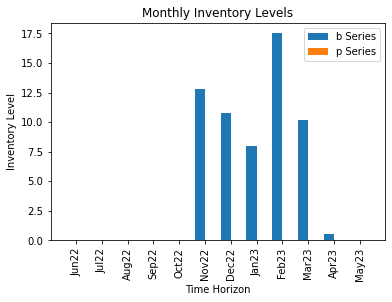 Monthly Inventory Levels
b Series
p Series
17.5
15.0
12.5
10.0
7.5
5.0
2.5
0.0
Inventory Level
Jun22
Jul22
Aug22
Sep22
Oct22
Nov22
Dec22
Jan23
Feb23
Mar23
Apr23
May23
Time Horizon